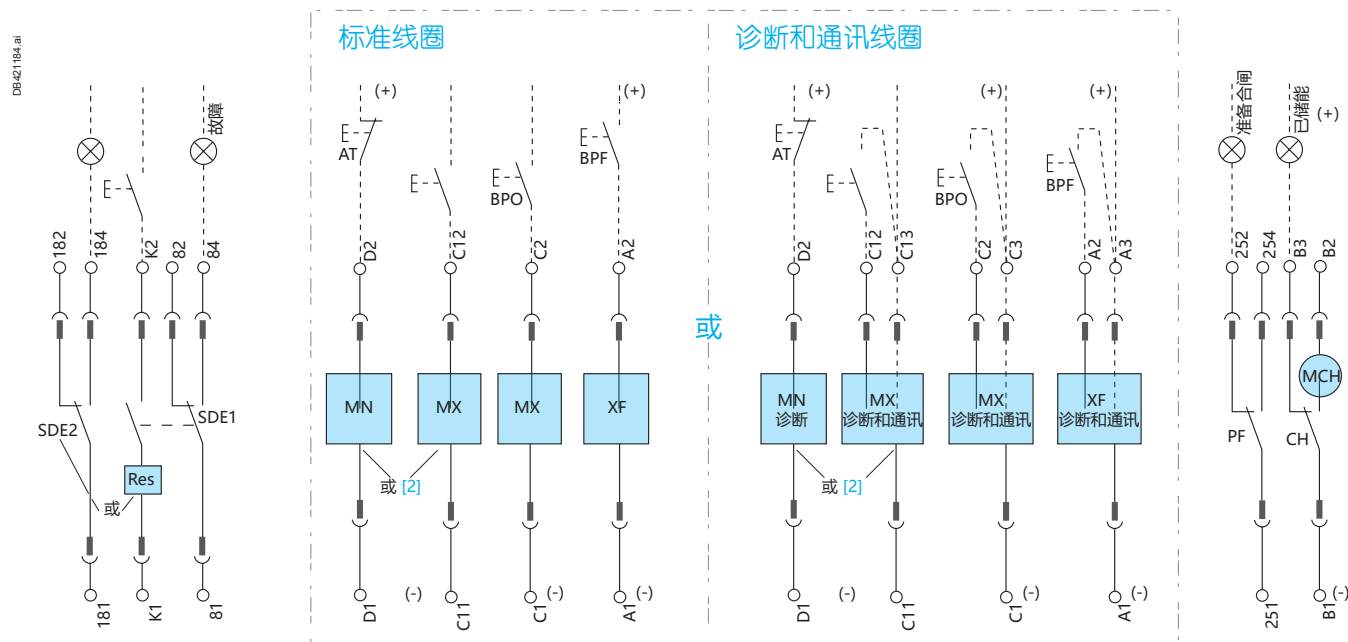 DB421184.ai
标准线圈
诊断和通讯线圈
故障
准备合闸
已储能
(+)
(+)
(+)
(+)
(+)
(+)
(+)
AT
BPO
BPF
AT
BPO
BPF
182
184
K2
82
84
D2
C12
C2
A2
D2
C12
C13
C2
C3
A2
A3
252
254
B3
B2
或
MN
MX
MX
XF
MN
诊断
MX
诊断和通讯
MX
诊断和通讯
XF
诊断和通讯
MCH
SDE2
SDE1
PF
CH
Res
或
或 [2]
或 [2]
181
K1
81
D1
(-)
C11
C1
(-)
A1
(-)
D1
(-)
C11
C1
(-)
A1
(-)
251
B1
(-)